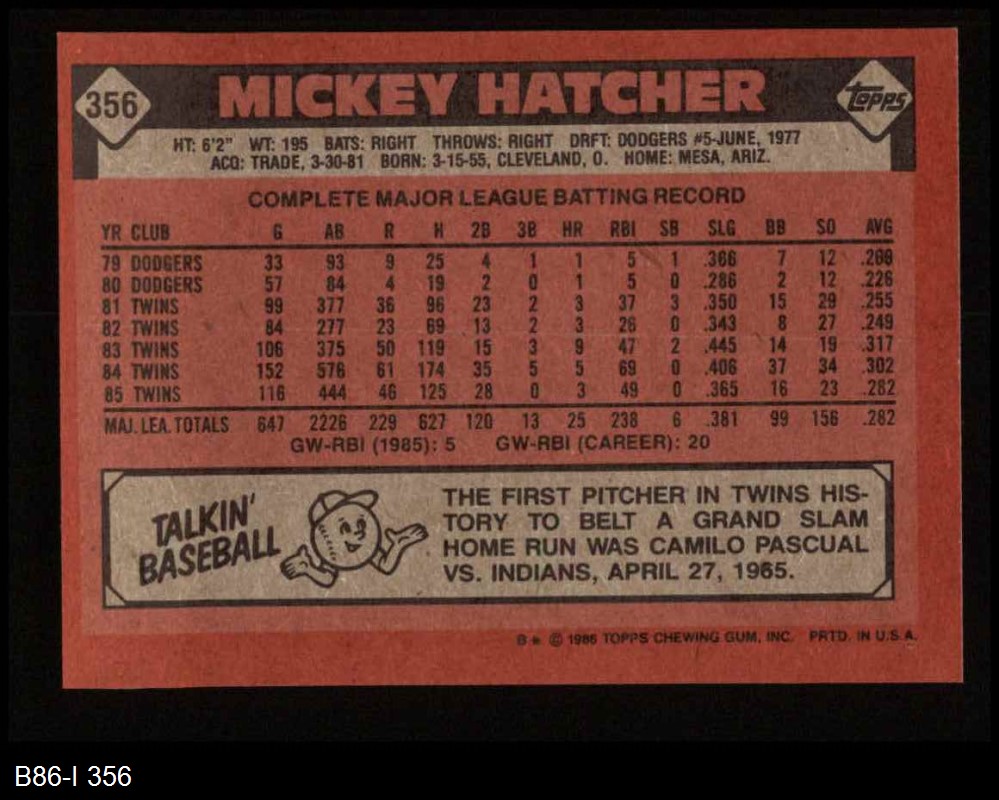 356
MICKEY HATCHER
Topps
HT: 6'2" WT: 195 BATS: RIGHT THROWS: RIGHT DRFT: DODGERS #5-JUNE, 1977
ACQ: TRADE, 3-30-81 BORN: 3-15-55, CLEVELAND, O. HOME: MESA, ARIZ.
COMPLETE MAJOR LEAGUE BATTING RECORD
YR CLUB G AB R H 2B 3B HR RBI SB SLG BB SO AVG
79 DODGERS 33 93 9 25 4 1 1 5 1 .366 7 12 .269
80 DODGERS 57 84 4 19 2 0 1 5 0 .286 2 12 .226
81 TWINS 99 377 36 96 23 2 3 37 3 .350 15 29 .255
82 TWINS 84 277 23 69 13 2 3 26 0 .343 8 27 .249
83 TWINS 106 375 50 119 15 3 9 47 2 .445 14 19 .317
84 TWINS 152 576 61 174 35 5 5 69 0 .406 37 34 .302
85 TWINS 116 444 46 125 28 0 3 49 0 .365 16 23 .282
MAJ. LEA. TOTALS 647 2226 229 627 120 13 25 238 6 .381 99 156 .282
GW-RBI (1985): 5 GW-RBI (CAREER): 20
TALKIN'
BASEBALL
THE FIRST PITCHER IN TWINS HIS-
TORY TO BELT A GRAND SLAM
HOME RUN WAS CAMILO PASCUAL
VS. INDIANS, APRIL 27, 1965.
B* © 1986 TOPPS CHEWING GUM, INC. PRTD. IN U.S.A.
B86-I 356